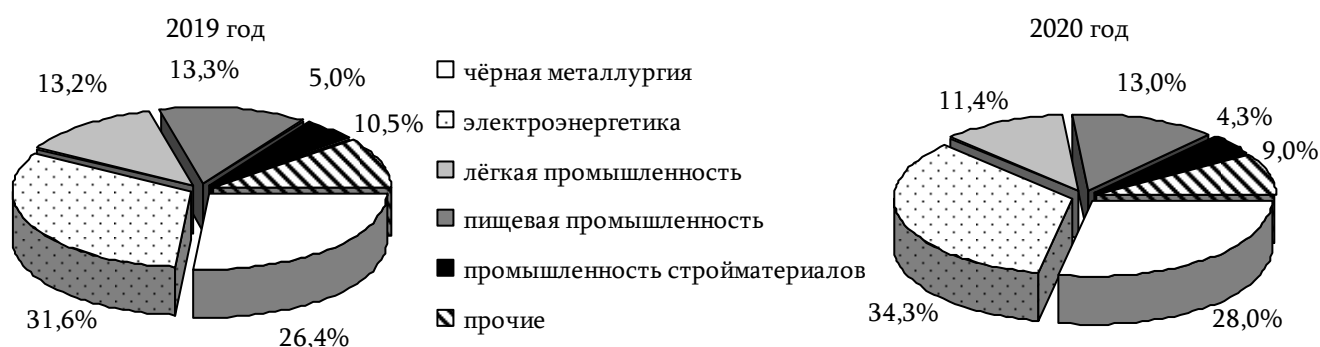 2019 год
13,2%
13,3%
5,0%
10,5%
31,6%
26,4%
чёрная металлургия
электроэнергетика
лёгкая промышленность
пищевая промышленность
промышленность стройматериалов
прочие
2020 год
11,4%
13,0%
4,3%
9,0%
34,3%
28,0%